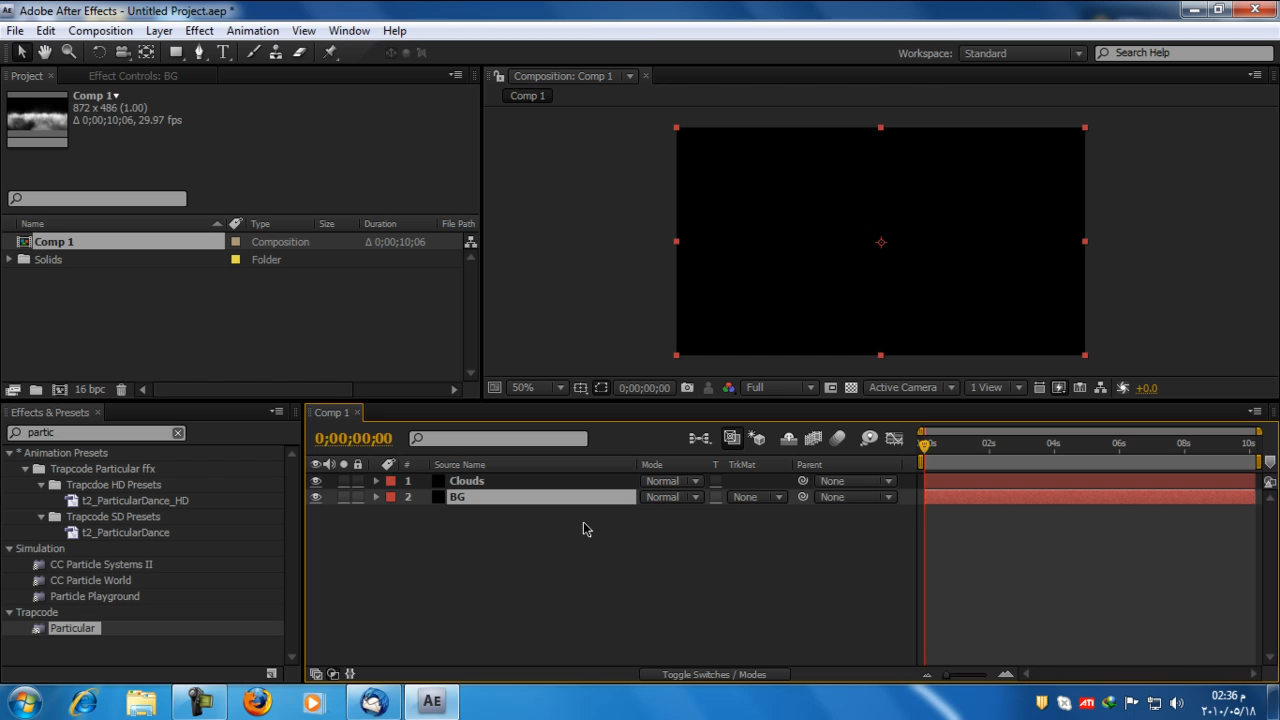 Adobe After Effects - Untitled Project.aep *
File Edit Composition Layer Effect Animation View Window Help
Workspace: Standard Search Help
Project Effect Controls: BG
Composition: Comp 1
Comp 1
Comp 1
872 x 486 (1.00)
Δ 0;00;10;06, 29.97 fps
Name Type Size Duration File Path
Comp 1 Composition Δ 0;00;10;06
Solids Folder
16 bpc
50% 0;00;00;00 Full Active Camera 1 View +0.0
Effects & Presets
partic
* Animation Presets
Trapcode Particular ffx
Trapcdoe HD Presets
t2_ParticularDance_HD
Trapcode SD Presets
t2_ParticularDance
Simulation
CC Particle Systems II
CC Particle World
Particle Playground
Trapcode
Particular
Comp 1
0;00;00;00
02s 04s 06s 08s 10s
# Source Name Mode T TrkMat Parent
1 Clouds Normal None
2 BG Normal None None
Toggle Switches / Modes
AE
ATI
02:36 م
٢٠١٠/٠٥/١٨